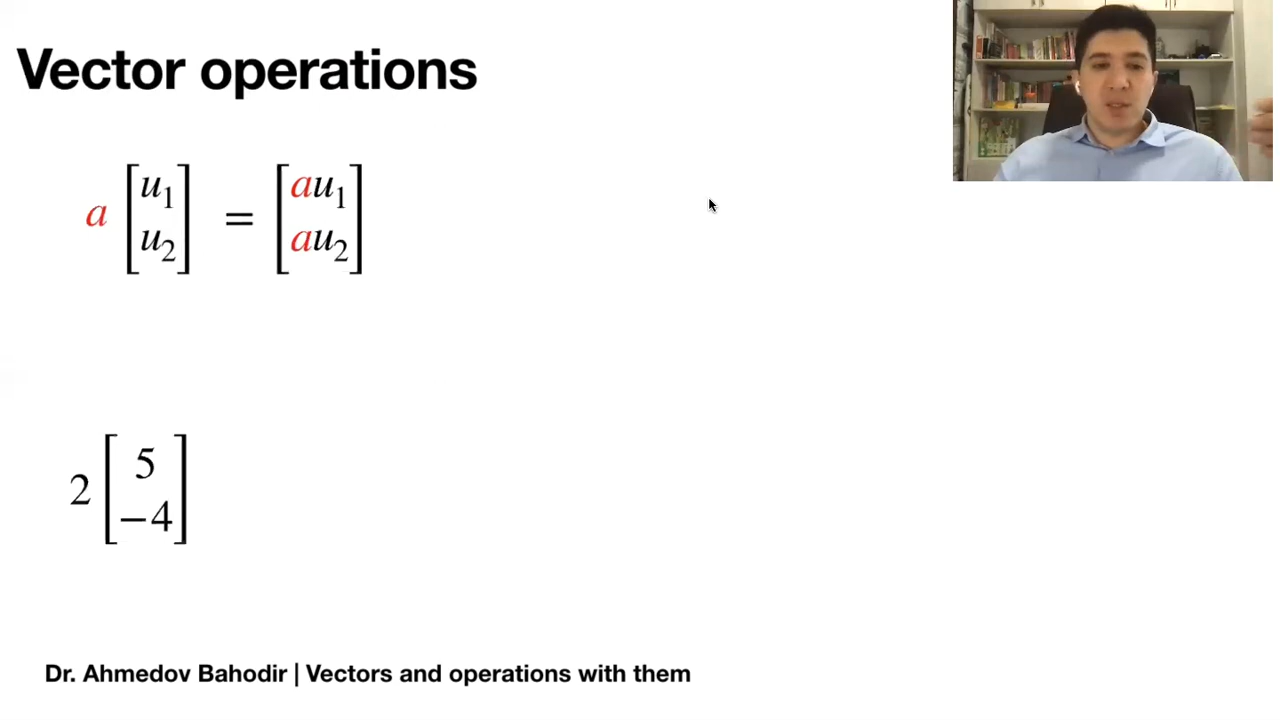 Vector operations
a [u₁ u₂] = [au₁ au₂]
2 [5 −4]
Dr. Ahmedov Bahodir | Vectors and operations with them